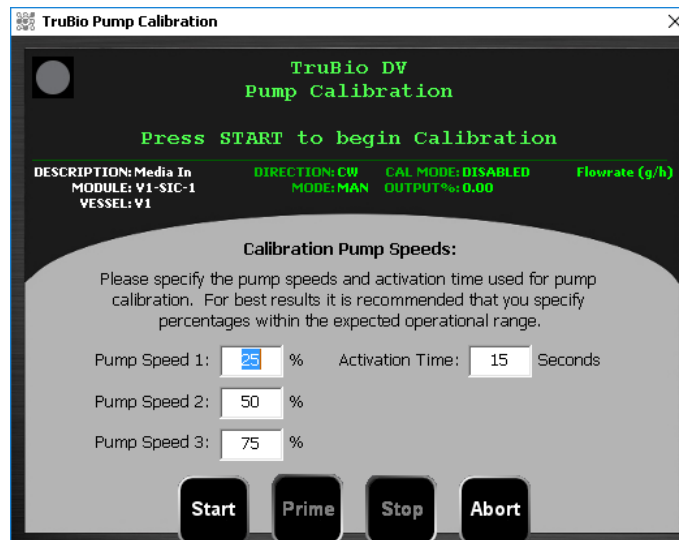 TruBio Pump Calibration
TruBio DV
Pump Calibration
Press START to begin Calibration
DESCRIPTION: Media In DIRECTION: CW CAL MODE: DISABLED Flowrate (g/h)
MODULE: V1-SIC-1 MODE: MAN OUTPUT%: 0.00
VESSEL: V1
Calibration Pump Speeds:
Please specify the pump speeds and activation time used for pump
calibration. For best results it is recommended that you specify
percentages within the expected operational range.
Pump Speed 1: 25 % Activation Time: 15 Seconds
Pump Speed 2: 50 %
Pump Speed 3: 75 %
Start Prime Stop Abort